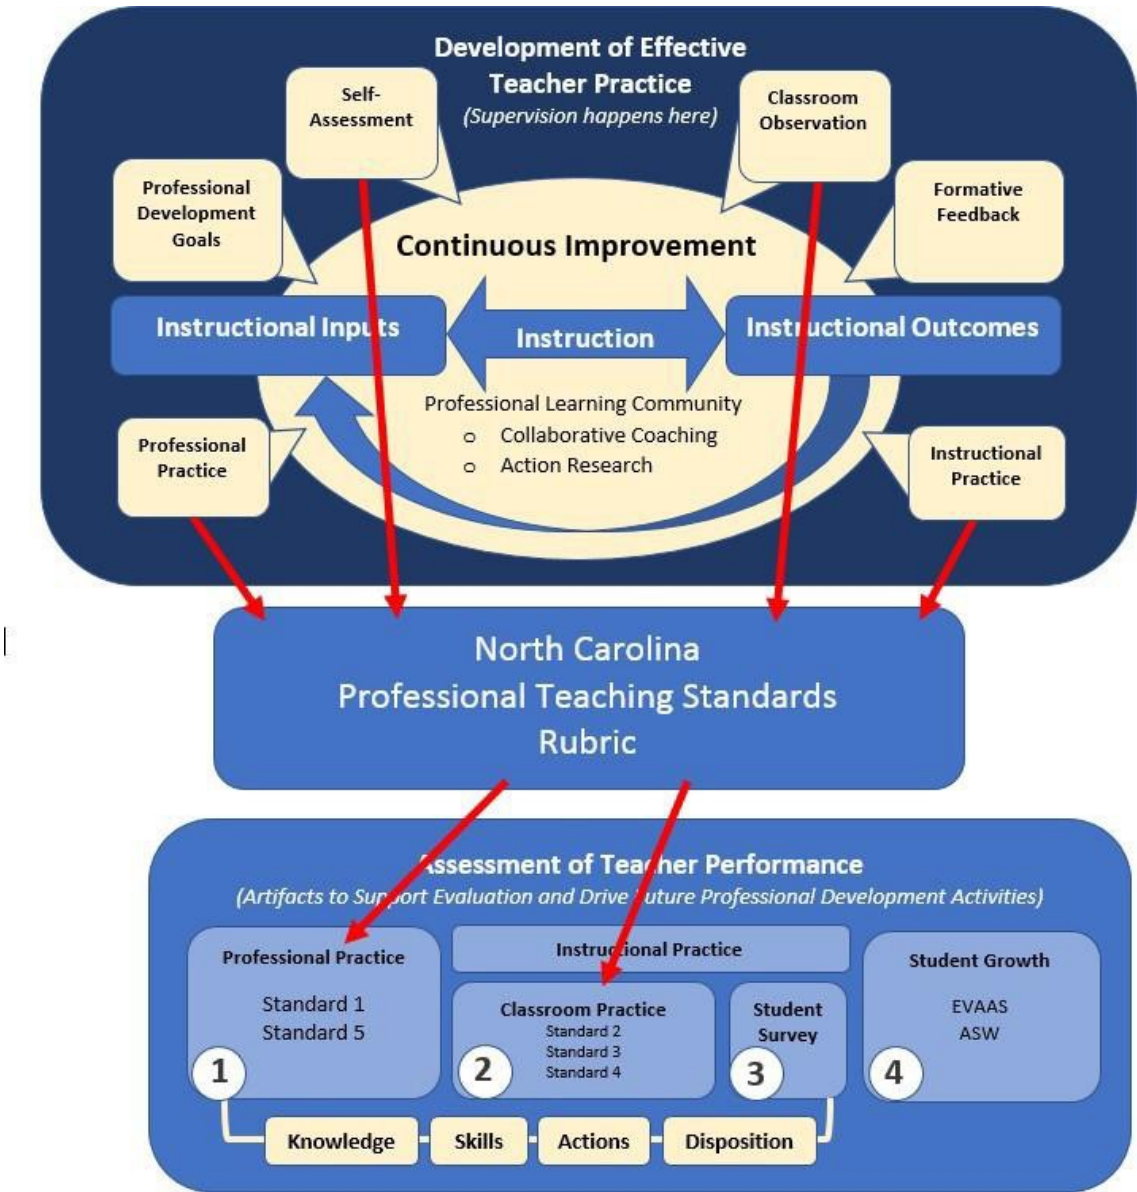 Development of Effective
Teacher Practice
(Supervision happens here)
Self-
Assessment
Classroom
Observation
Professional
Development
Goals
Formative
Feedback
Continuous Improvement
Instructional Inputs
Instruction
Instructional Outcomes
Professional Learning Community
o Collaborative Coaching
o Action Research
Professional
Practice
Instructional
Practice
North Carolina
Professional Teaching Standards
Rubric
Assessment of Teacher Performance
(Artifacts to Support Evaluation and Drive Future Professional Development Activities)
Professional Practice
Standard 1
Standard 5
1
Instructional Practice
Classroom Practice
Standard 2
Standard 3
Standard 4
2
Student
Survey
3
Student Growth
EVAAS
ASW
4
Knowledge
Skills
Actions
Disposition